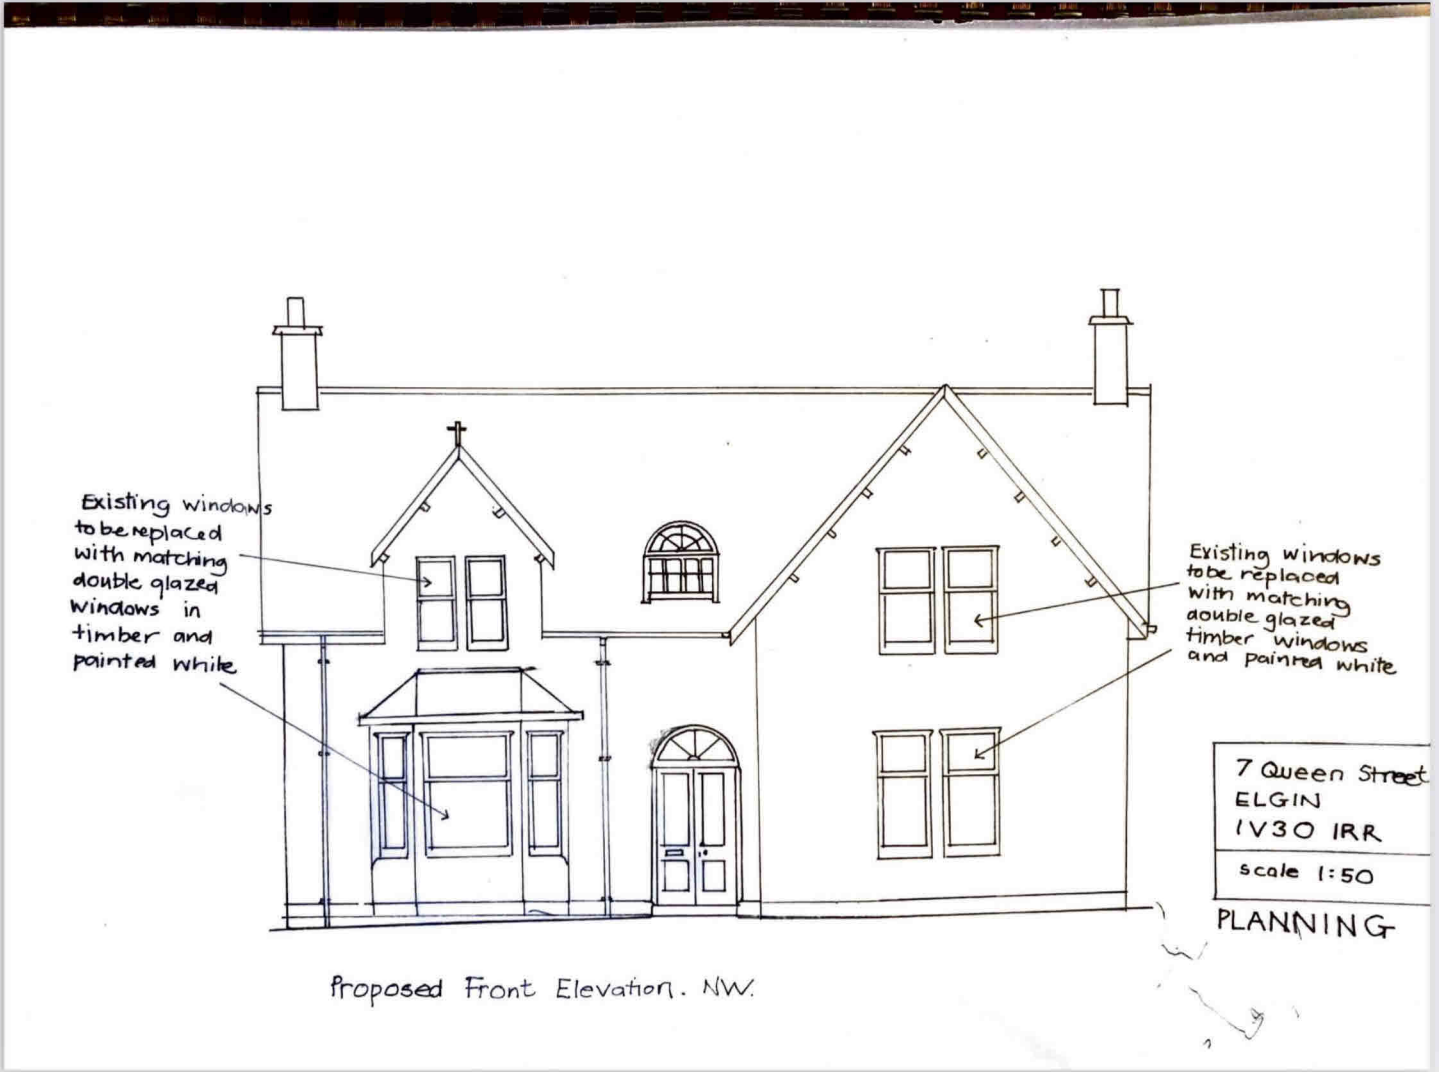 Existing windows
to be replaced
with matching
double glazed
windows in
timber and
painted white
Existing windows
to be replaced
with matching
double glazed
timber windows
and painted white
7 Queen Street
ELGIN
IV30 IRR
scale 1:50
PLANNING
Proposed Front Elevation. NW.